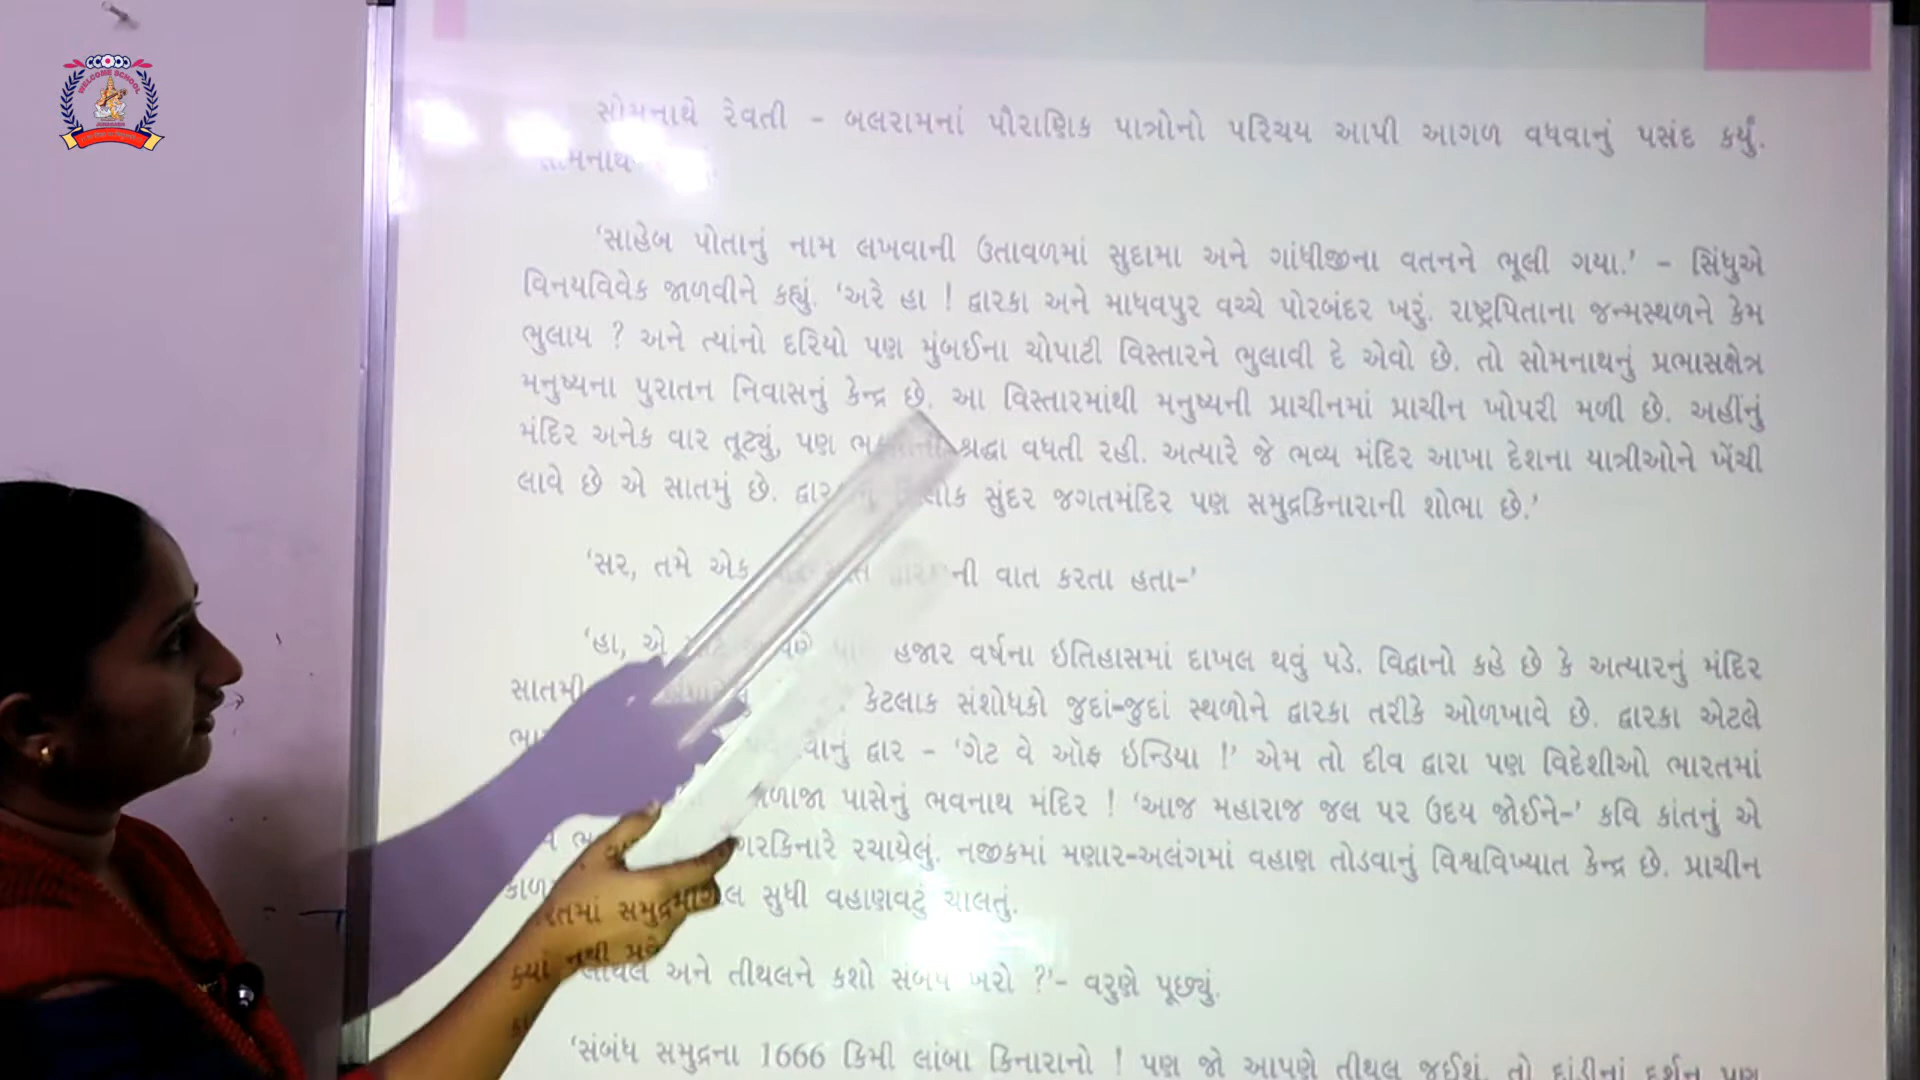 WELCOME SCHOOL
સોમનાથે રેવતી - બલરામનાં પૌરાણિક પાત્રોનો પરિચય આપી આગળ વધવાનું પસંદ કર્યું.
‘સાહેબ પોતાનું નામ લખવાની ઉતાવળમાં સુદામા અને ગાંધીજીના વતનને ભૂલી ગયા.’ - સિંધુએ
વિનયવિવેક જાળવીને કહ્યું. ‘અરે હા ! દ્વારકા અને માધવપુર વચ્ચે પોરબંદર ખરું. રાષ્ટ્રપિતાના જન્મસ્થળને કેમ
ભુલાય ? અને ત્યાંનો દરિયો પણ મુંબઈના ચોપાટી વિસ્તારને ભુલાવી દે એવો છે. તો સોમનાથનું પ્રભાસક્ષેત્ર
મનુષ્યના પુરાતન નિવાસનું કેન્દ્ર છે. આ વિસ્તારમાંથી મનુષ્યની પ્રાચીનમાં પ્રાચીન ખોપરી મળી છે. અહીંનું
મંદિર અનેક વાર તૂટ્યું, પણ શ્રદ્ધા વધતી રહી. અત્યારે જે ભવ્ય મંદિર આખા દેશના યાત્રીઓને ખેંચી
લાવે છે એ સાતમું છે. સુંદર જગતમંદિર પણ સમુદ્રકિનારાની શોભા છે.’
‘સર, તમે એક ની વાત કરતા હતા-’
‘હા, એ હજાર વર્ષના ઇતિહાસમાં દાખલ થવું પડે. વિદ્વાનો કહે છે કે અત્યારનું મંદિર
સાતમી કેટલાક સંશોધકો જુદાં-જુદાં સ્થળોને દ્વારકા તરીકે ઓળખાવે છે. દ્વારકા એટલે
દ્વાર - ‘ગેટ વે ઑફ ઇન્ડિયા !’ એમ તો દીવ દ્વારા પણ વિદેશીઓ ભારતમાં
પાસેનું ભવનાથ મંદિર ! ‘આજ મહારાજ જલ પર ઉદય જોઈને-’ કવિ કાંતનું એ
રચાયેલું. નજીકમાં મણાર-અલંગમાં વહાણ તોડવાનું વિશ્વવિખ્યાત કેન્દ્ર છે. પ્રાચીન
સુધી વહાણવટું ચાલતું.
અને તીથલને કશો સંબંધ ખરો ?’- વરુણે પૂછ્યું.
‘સંબંધ સમુદ્રના 1666 કિમી લાંબા કિનારાનો ! પણ જો આપણે તીથલ જઈશું તો દાંડીનાં દર્શન પણ